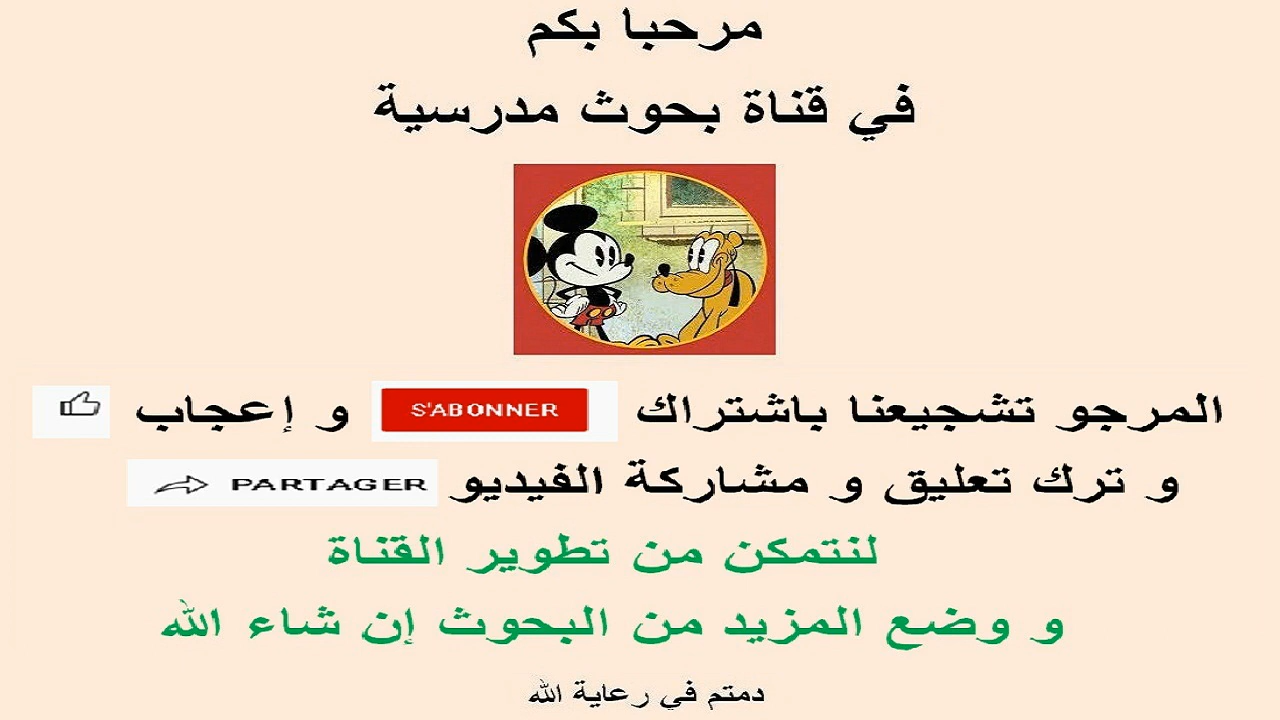 مرحبا بكم
في قناة بحوث مدرسية
المرجو تشجيعنا باشتراك S'ABONNER و إعجاب
و ترك تعليق و مشاركة الفيديو PARTAGER
لنتمكن من تطوير القناة
و وضع المزيد من البحوث إن شاء الله
دمتم في رعاية الله